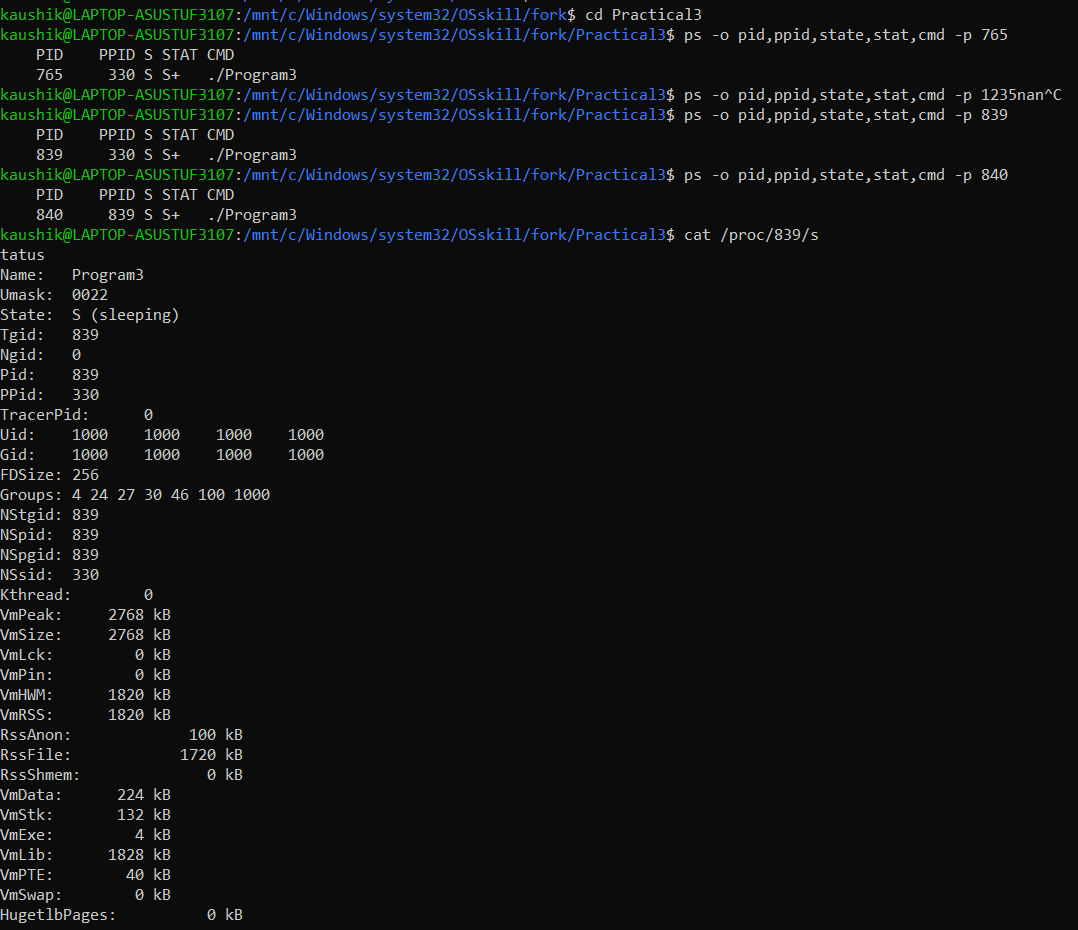 kaushik@LAPTOP-ASUSTUF3107:/mnt/c/Windows/system32/OSskill/fork$ cd Practical3
kaushik@LAPTOP-ASUSTUF3107:/mnt/c/Windows/system32/OSskill/fork/Practical3$ ps -o pid,ppid,state,stat,cmd -p 765
    PID    PPID S STAT CMD
    765     330 S S+   ./Program3
kaushik@LAPTOP-ASUSTUF3107:/mnt/c/Windows/system32/OSskill/fork/Practical3$ ps -o pid,ppid,state,stat,cmd -p 1235nan^C
kaushik@LAPTOP-ASUSTUF3107:/mnt/c/Windows/system32/OSskill/fork/Practical3$ ps -o pid,ppid,state,stat,cmd -p 839
    PID    PPID S STAT CMD
    839     330 S S+   ./Program3
kaushik@LAPTOP-ASUSTUF3107:/mnt/c/Windows/system32/OSskill/fork/Practical3$ ps -o pid,ppid,state,stat,cmd -p 840
    PID    PPID S STAT CMD
    840     839 S S+   ./Program3
kaushik@LAPTOP-ASUSTUF3107:/mnt/c/Windows/system32/OSskill/fork/Practical3$ cat /proc/839/s
tatus
Name:   Program3
Umask:  0022
State:  S (sleeping)
Tgid:   839
Ngid:   0
Pid:    839
PPid:   330
TracerPid:      0
Uid:    1000    1000    1000    1000
Gid:    1000    1000    1000    1000
FDSize: 256
Groups: 4 24 27 30 46 100 1000
NStgid: 839
NSpid:  839
NSpgid: 839
NSsid:  330
Kthread:        0
VmPeak:     2768 kB
VmSize:     2768 kB
VmLck:         0 kB
VmPin:         0 kB
VmHWM:      1820 kB
VmRSS:      1820 kB
RssAnon:             100 kB
RssFile:            1720 kB
RssShmem:              0 kB
VmData:      224 kB
VmStk:       132 kB
VmExe:         4 kB
VmLib:      1828 kB
VmPTE:        40 kB
VmSwap:        0 kB
HugetlbPages:          0 kB